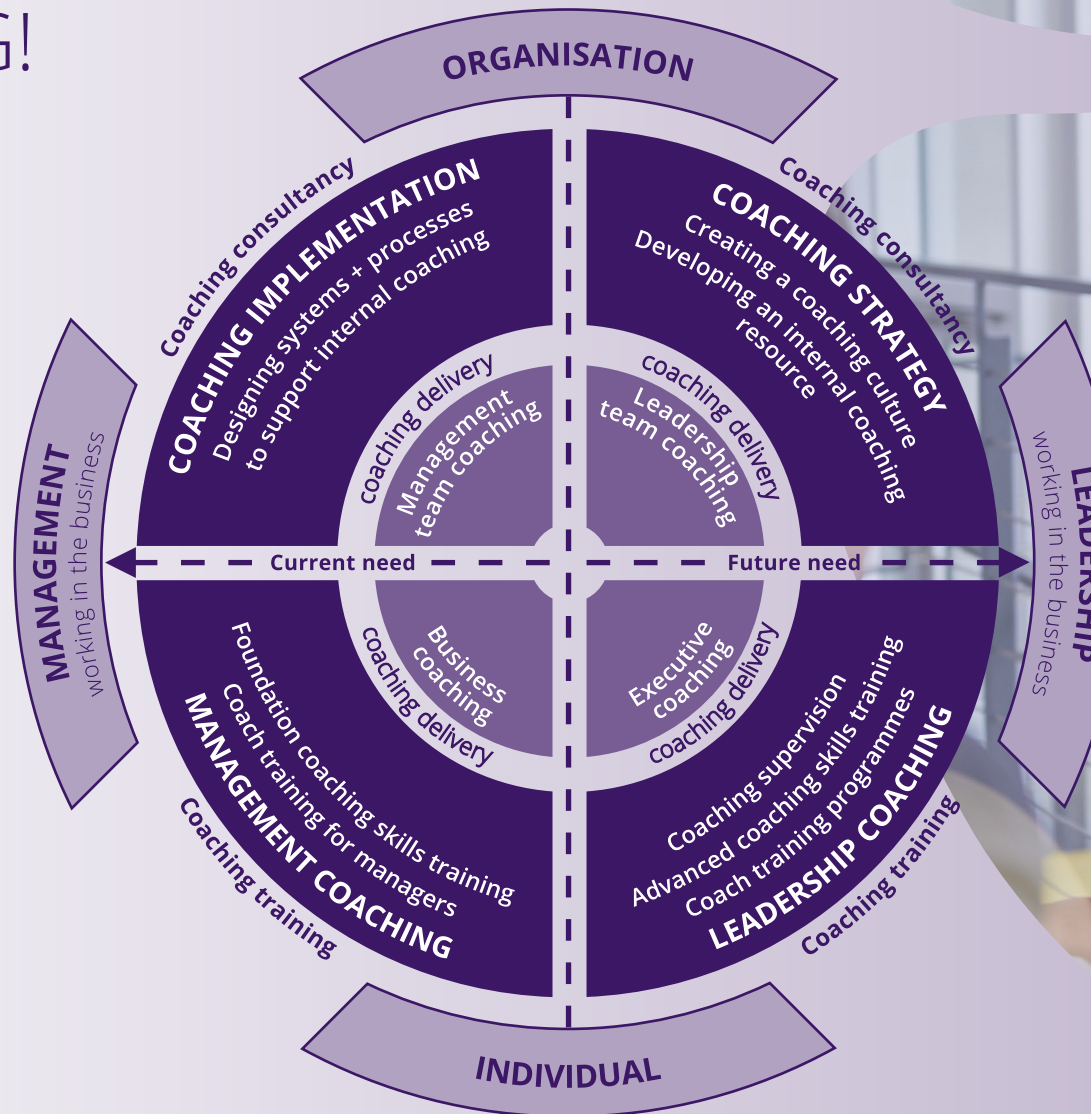 G!
ORGANISATION
Coaching consultancy
COACHING IMPLEMENTATION
Designing systems + processes
to support internal coaching
coaching delivery
Management
team coaching
Coaching consultancy
COACHING STRATEGY
Creating a coaching culture
Developing an internal coaching
resource
coaching delivery
Leadership
team coaching
MANAGEMENT
working in the business
Current need
Future need
LEADERSHIP
working in the business
Business
coaching
coaching delivery
Foundation coaching skills training
Coach training for managers
MANAGEMENT COACHING
Coaching training
Executive
coaching
coaching delivery
Coaching supervision
Advanced coaching skills training
Coach training programmes
LEADERSHIP COACHING
Coaching training
INDIVIDUAL